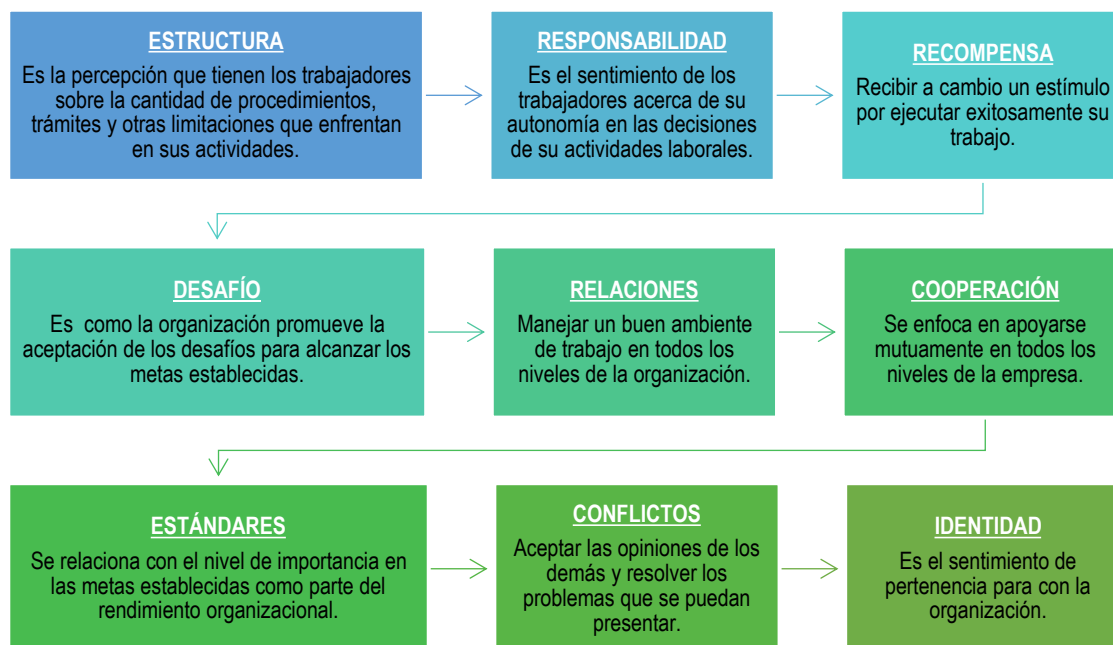 ESTRUCTURA
Es la percepción que tienen los trabajadores
sobre la cantidad de procedimientos,
trámites y otras limitaciones que enfrentan
en sus actividades.
RESPONSABILIDAD
Es el sentimiento de los
trabajadores acerca de su
autonomía en las decisiones
de su actividades laborales.
RECOMPENSA
Recibir a cambio un estímulo
por ejecutar exitosamente su
trabajo.
DESAFÍO
Es como la organización promueve la
aceptación de los desafíos para alcanzar los
metas establecidas.
RELACIONES
Manejar un buen ambiente
de trabajo en todos los
niveles de la organización.
COOPERACIÓN
Se enfoca en apoyarse
mutuamente en todos los
niveles de la empresa.
ESTÁNDARES
Se relaciona con el nivel de importancia en
las metas establecidas como parte del
rendimiento organizacional.
CONFLICTOS
Aceptar las opiniones de los
demás y resolver los
problemas que se puedan
presentar.
IDENTIDAD
Es el sentimiento de
pertenencia para con la
organización.